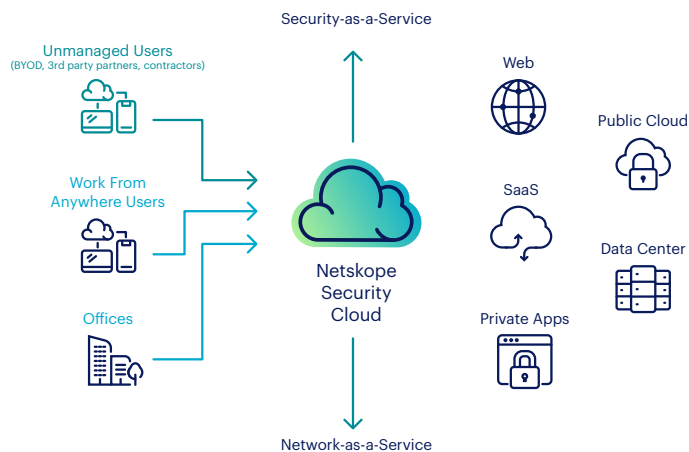 Security-as-a-Service
Unmanaged Users
(BYOD, 3rd party partners, contractors)
Work From
Anywhere Users
Offices
Netskope
Security
Cloud
Network-as-a-Service
Web
Public Cloud
SaaS
Data Center
Private Apps